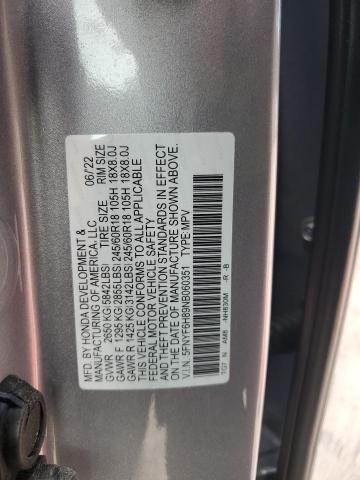 MFD. BY HONDA DEVELOPMENT & 06/'22
MANUFACTURING OF AMERICA, LLC RIM SIZE
GVWR 2650 KG(5842LBS) TIRE SIZE
GAWR F 1295 KG(2855LBS) 245/60R18 105H 18X8.0J
GAWR R 1425 KG(3142LBS) 245/60R18 105H 18X8.0J
THIS VEHICLE CONFORMS TO ALL APPLICABLE
FEDERAL MOTOR VEHICLE SAFETY
AND THEFT PREVENTION STANDARDS
IN EFFECT ON THE DATE OF MANUFACTURE SHOWN ABOVE.
V.I.N. 5FNYF6H89NB060351 TYPE: MPV
TG7 N AMB NH830M -R -B